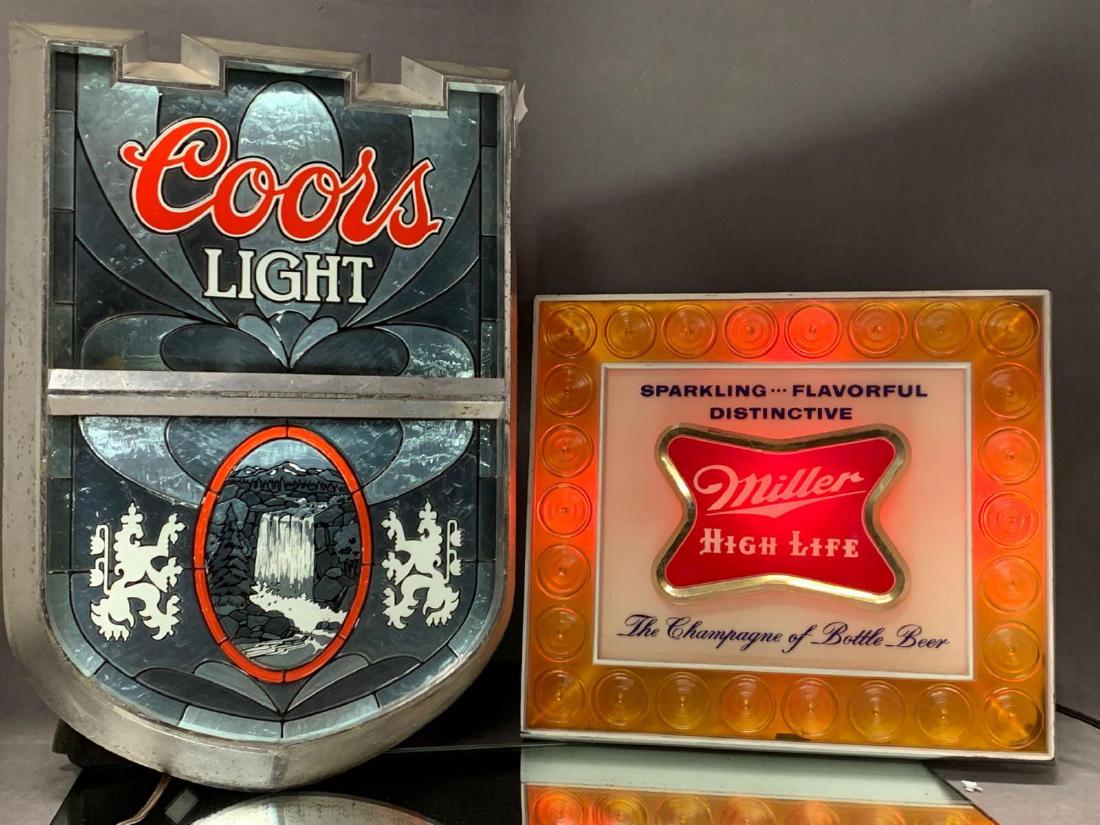 Coors
LIGHT
SPARKLING··· FLAVORFUL
DISTINCTIVE
Miller
HIGH LIFE
The Champagne of Bottle Beer